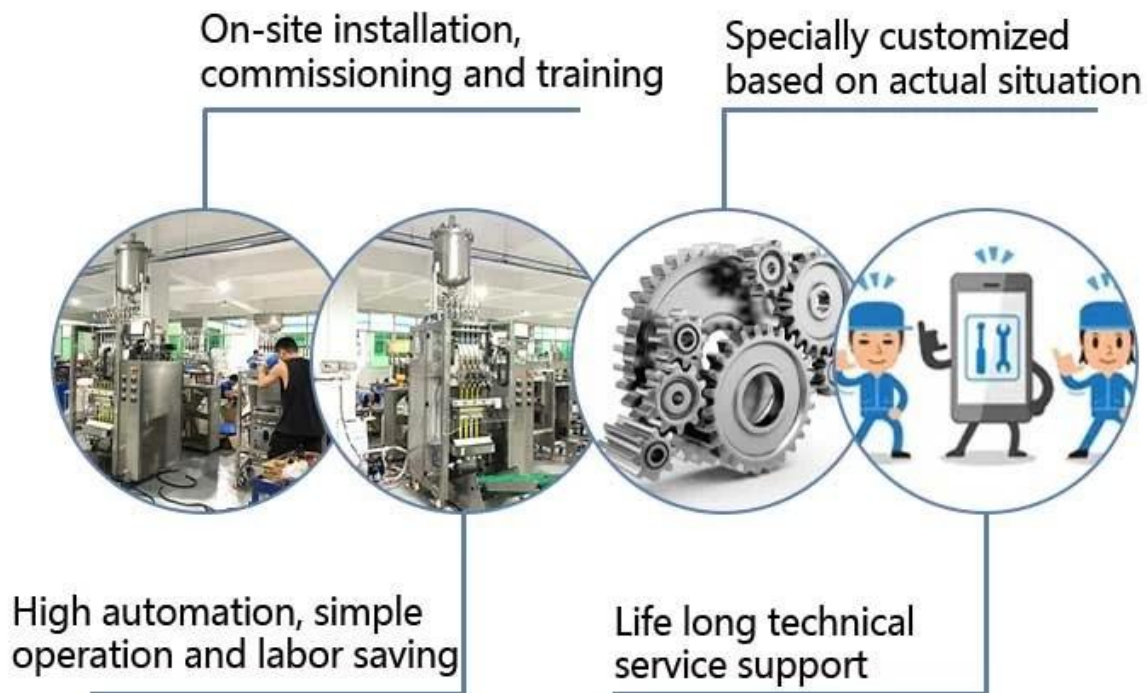 On-site installation,
commissioning and training
Specially customized
based on actual situation
High automation, simple
operation and labor saving
Life long technical
service support